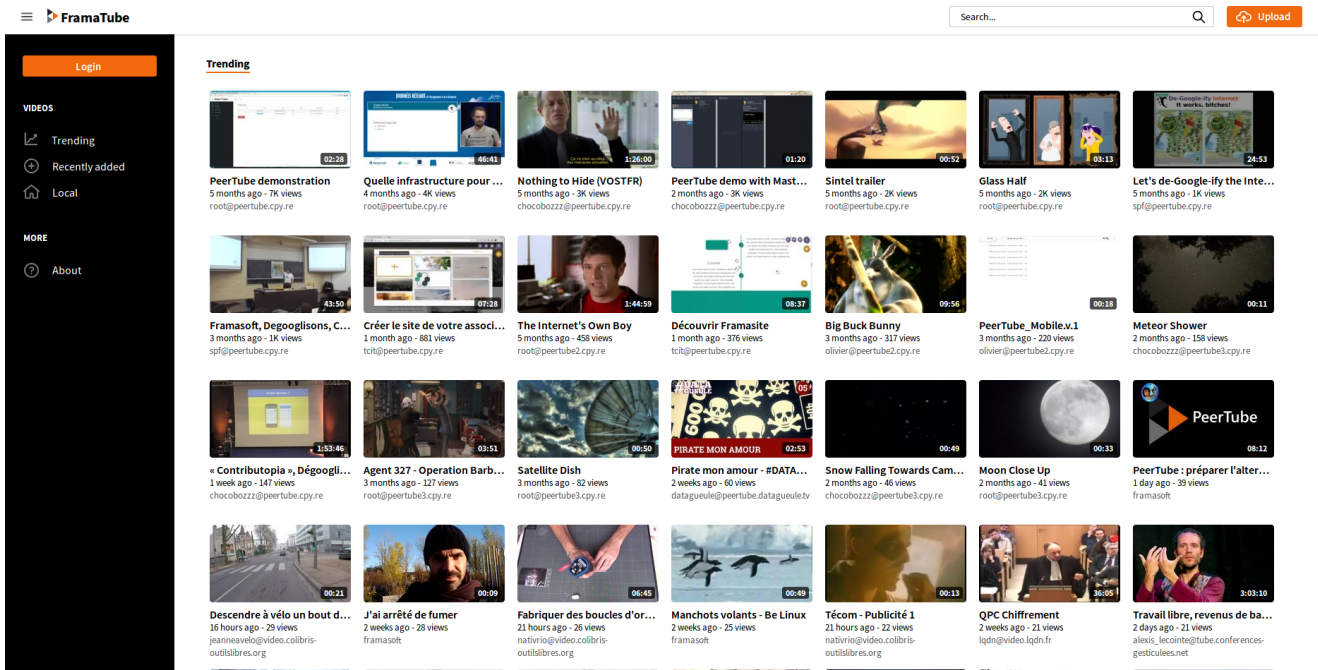 FramaTube
Search...
Upload
Login
VIDEOS
Trending
Recently added
Local
MORE
About
Trending
02:28
PeerTube demonstration
5 months ago - 7K views
root@peertube.cpy.re
46:41
Quelle infrastructure pour ...
4 months ago - 4K views
root@peertube.cpy.re
1:26:00
Nothing to Hide (VOSTFR)
5 months ago - 3K views
chocobozzz@peertube.cpy.re
01:20
PeerTube demo with Mast...
2 months ago - 3K views
chocobozzz@peertube.cpy.re
00:52
Sintel trailer
5 months ago - 2K views
root@peertube.cpy.re
03:13
Glass Half
5 months ago - 2K views
root@peertube.cpy.re
De-Google-ify Internet
It works, bitches!
24:53
Let's de-Google-ify the Inte...
5 months ago - 1K views
spf@peertube.cpy.re
43:50
Framasoft, Degooglisons, C...
3 months ago - 1K views
spf@peertube.cpy.re
07:28
Créer le site de votre associ...
1 month ago - 881 views
tcit@peertube.cpy.re
1:44:59
The Internet's Own Boy
5 months ago - 458 views
root@peertube2.cpy.re
08:37
Découvrir Framasite
1 month ago - 376 views
tcit@peertube.cpy.re
09:56
Big Buck Bunny
3 months ago - 317 views
olivier@peertube2.cpy.re
00:18
PeerTube_Mobile.v.1
3 months ago - 220 views
olivier@peertube2.cpy.re
00:11
Meteor Shower
2 months ago - 158 views
chocobozzz@peertube3.cpy.re
1:53:46
« Contributopia », Dégoogli...
1 week ago - 147 views
chocobozzz@peertube.cpy.re
03:51
Agent 327 - Operation Barb...
3 months ago - 127 views
root@peertube3.cpy.re
00:50
Satellite Dish
3 months ago - 82 views
root@peertube3.cpy.re
#DATA
05
600
PIRATE MON AMOUR
02:53
Pirate mon amour - #DATA...
2 weeks ago - 60 views
datagueule@peertube.datagueule.tv
00:49
Snow Falling Towards Cam...
2 months ago - 46 views
chocobozzz@peertube3.cpy.re
00:33
Moon Close Up
2 months ago - 41 views
root@peertube3.cpy.re
PeerTube
08:12
PeerTube : préparer l'alter...
1 day ago - 39 views
framasoft
00:21
Descendre à vélo un bout d...
16 hours ago - 29 views
jeanneavelo@video.colibris-
outilslibres.org
00:09
J'ai arrêté de fumer
2 weeks ago - 28 views
framasoft
06:45
Fabriquer des boucles d'or...
21 hours ago - 26 views
nativrio@video.colibris-
outilslibres.org
00:49
Manchots volants - Be Linux
2 weeks ago - 25 views
framasoft
00:13
Técom - Publicité 1
21 hours ago - 22 views
nativrio@video.colibris-
outilslibres.org
36:05
QPC Chiffrement
2 weeks ago - 21 views
lqdn@video.lqdn.fr
3:03:10
Travail libre, revenus de ba...
2 days ago - 21 views
alexis_lecointe@tube.conferences-
gesticulees.net